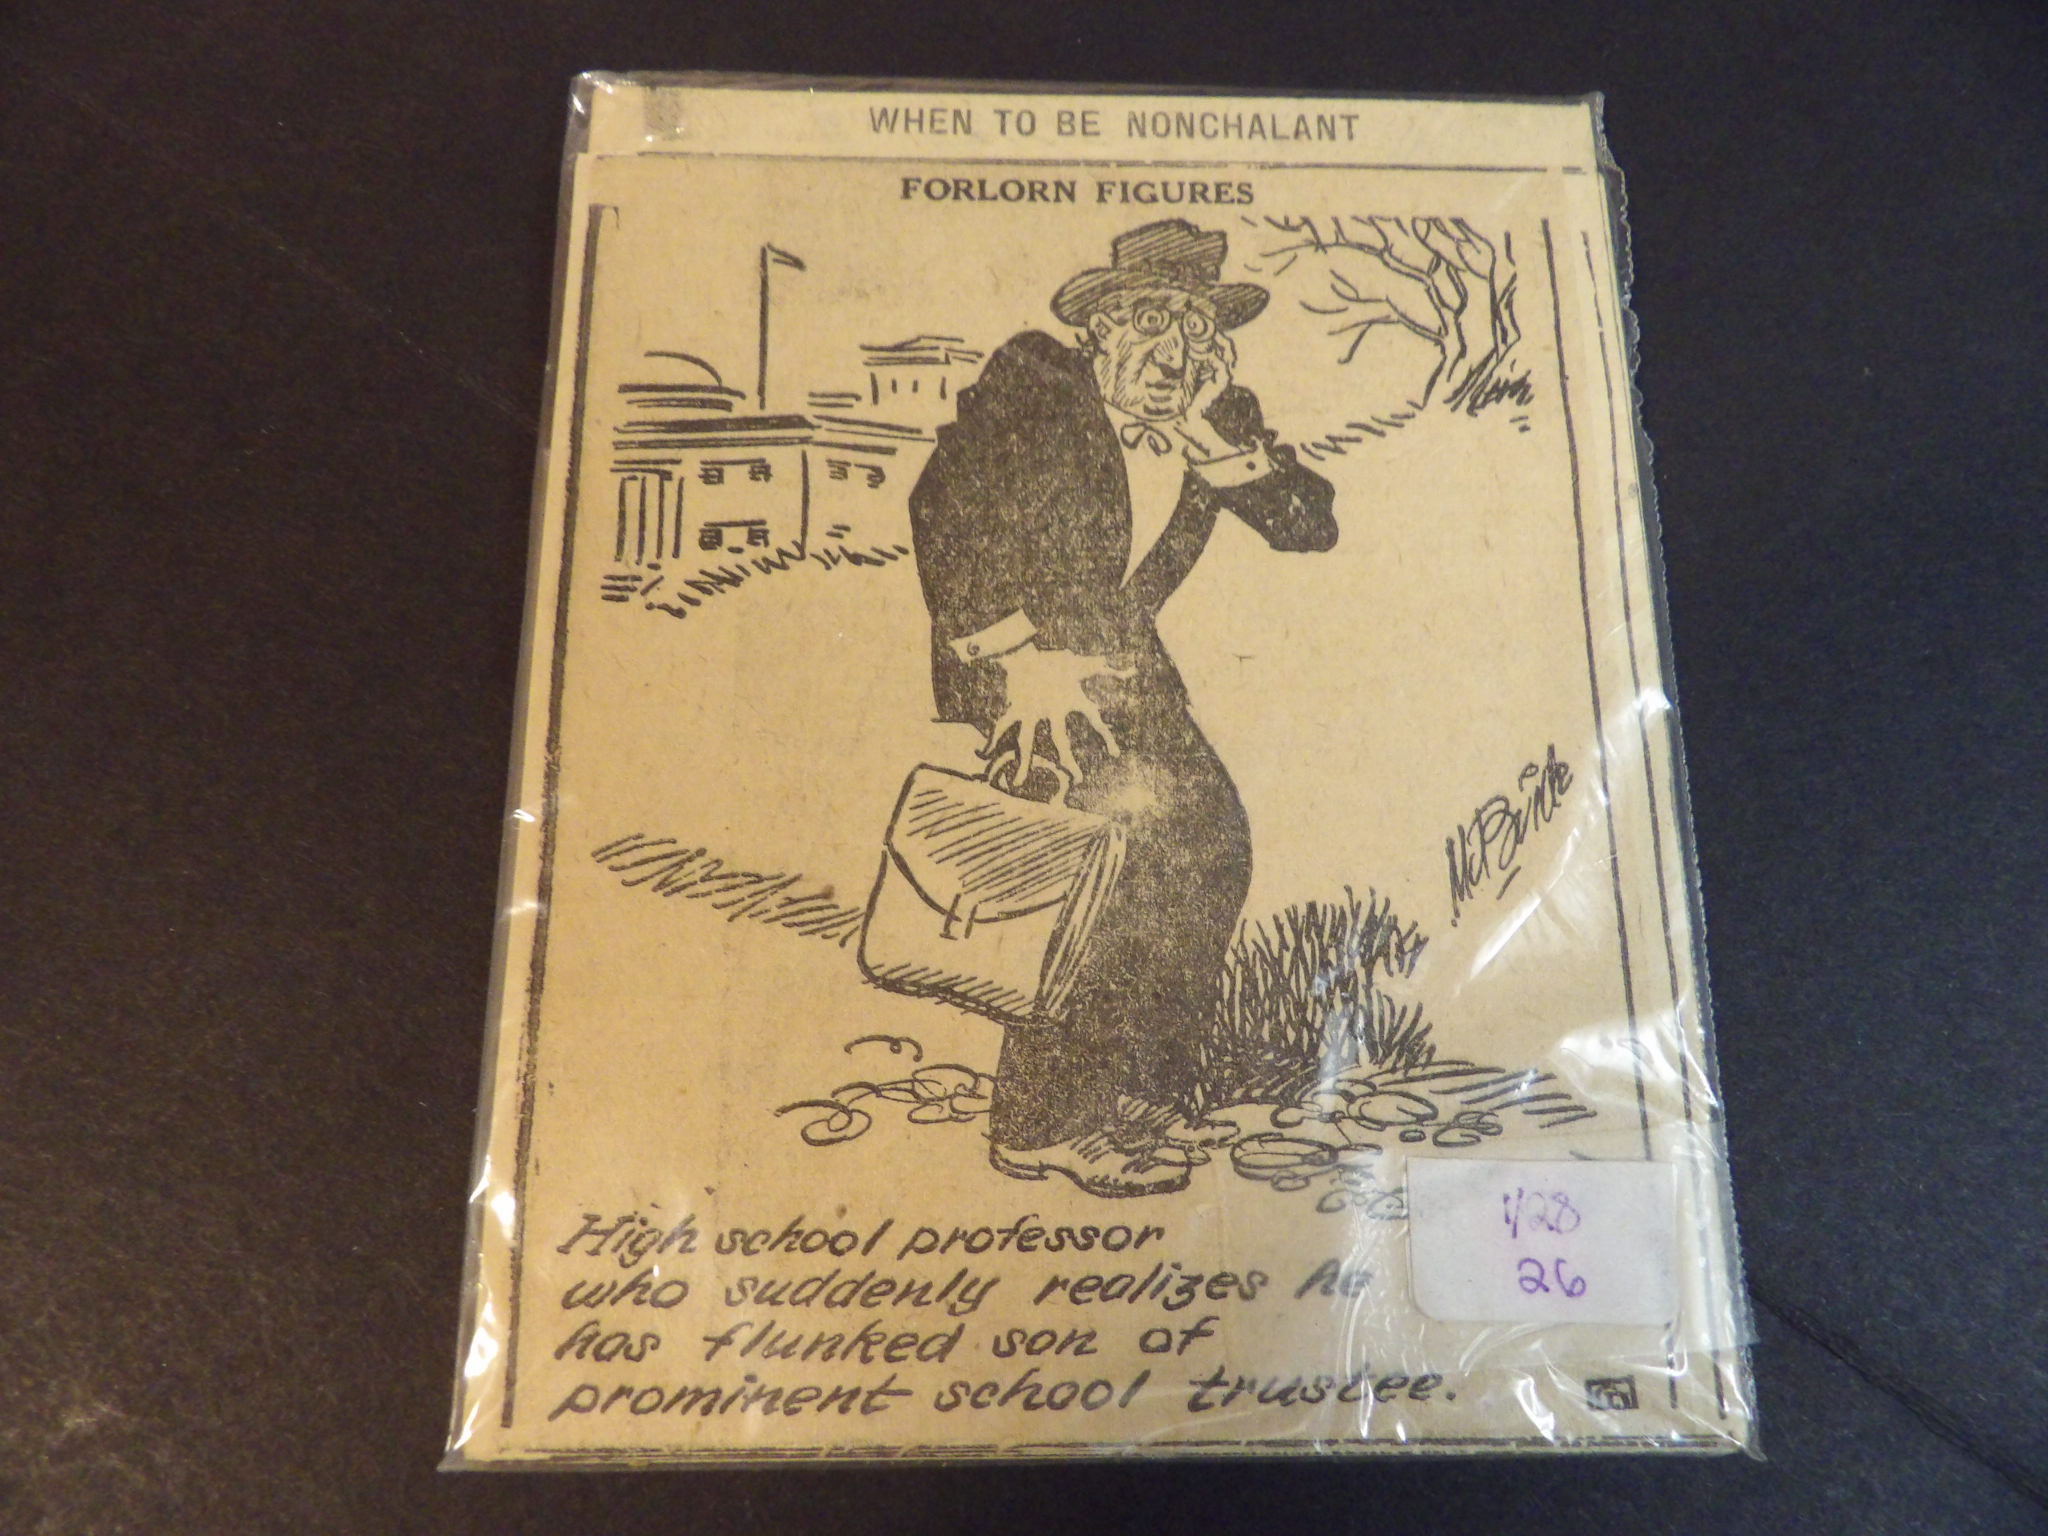 WHEN TO BE NONCHALANT
FORLORN FIGURES
McBride
High school professor
who suddenly realizes he
has flunked son of
prominent school trustee.
1/28
26